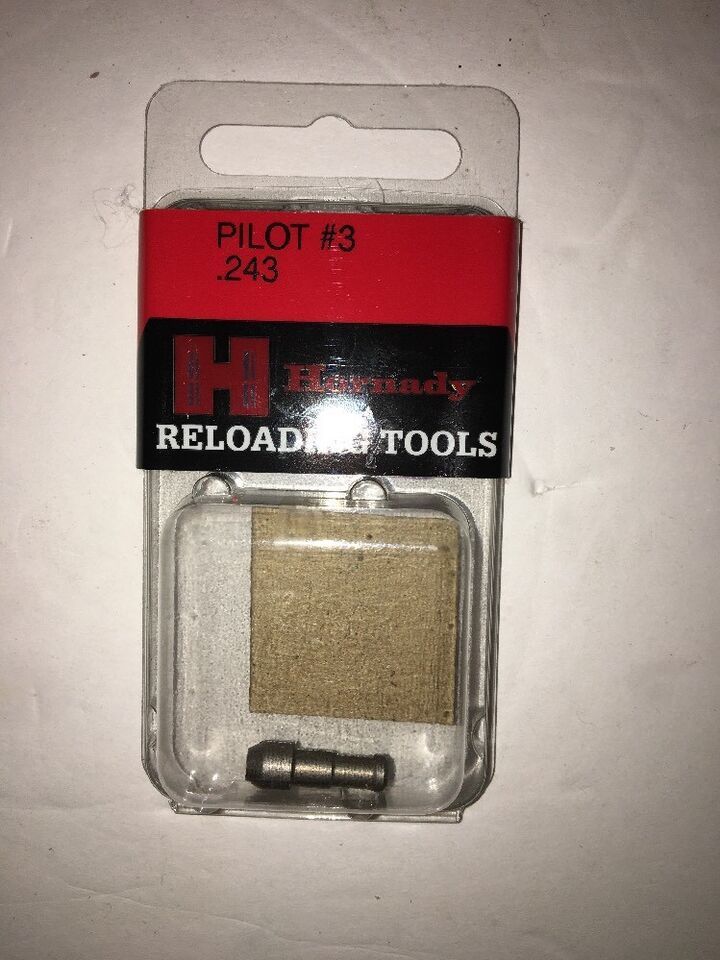 PILOT #3
.243
H Hornady
RELOADING TOOLS